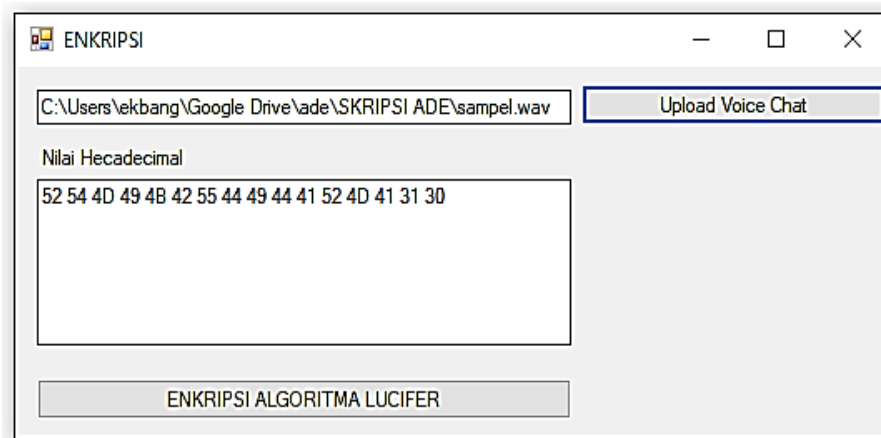 ENKRIPSI
C:\Users\ekbang\Google Drive\ade\SKRIPSI ADE\sampel.wav
Upload Voice Chat
Nilai Hecadecimal
52 54 4D 49 4B 42 55 44 49 44 41 52 4D 41 31 30
ENKRIPSI ALGORITMA LUCIFER